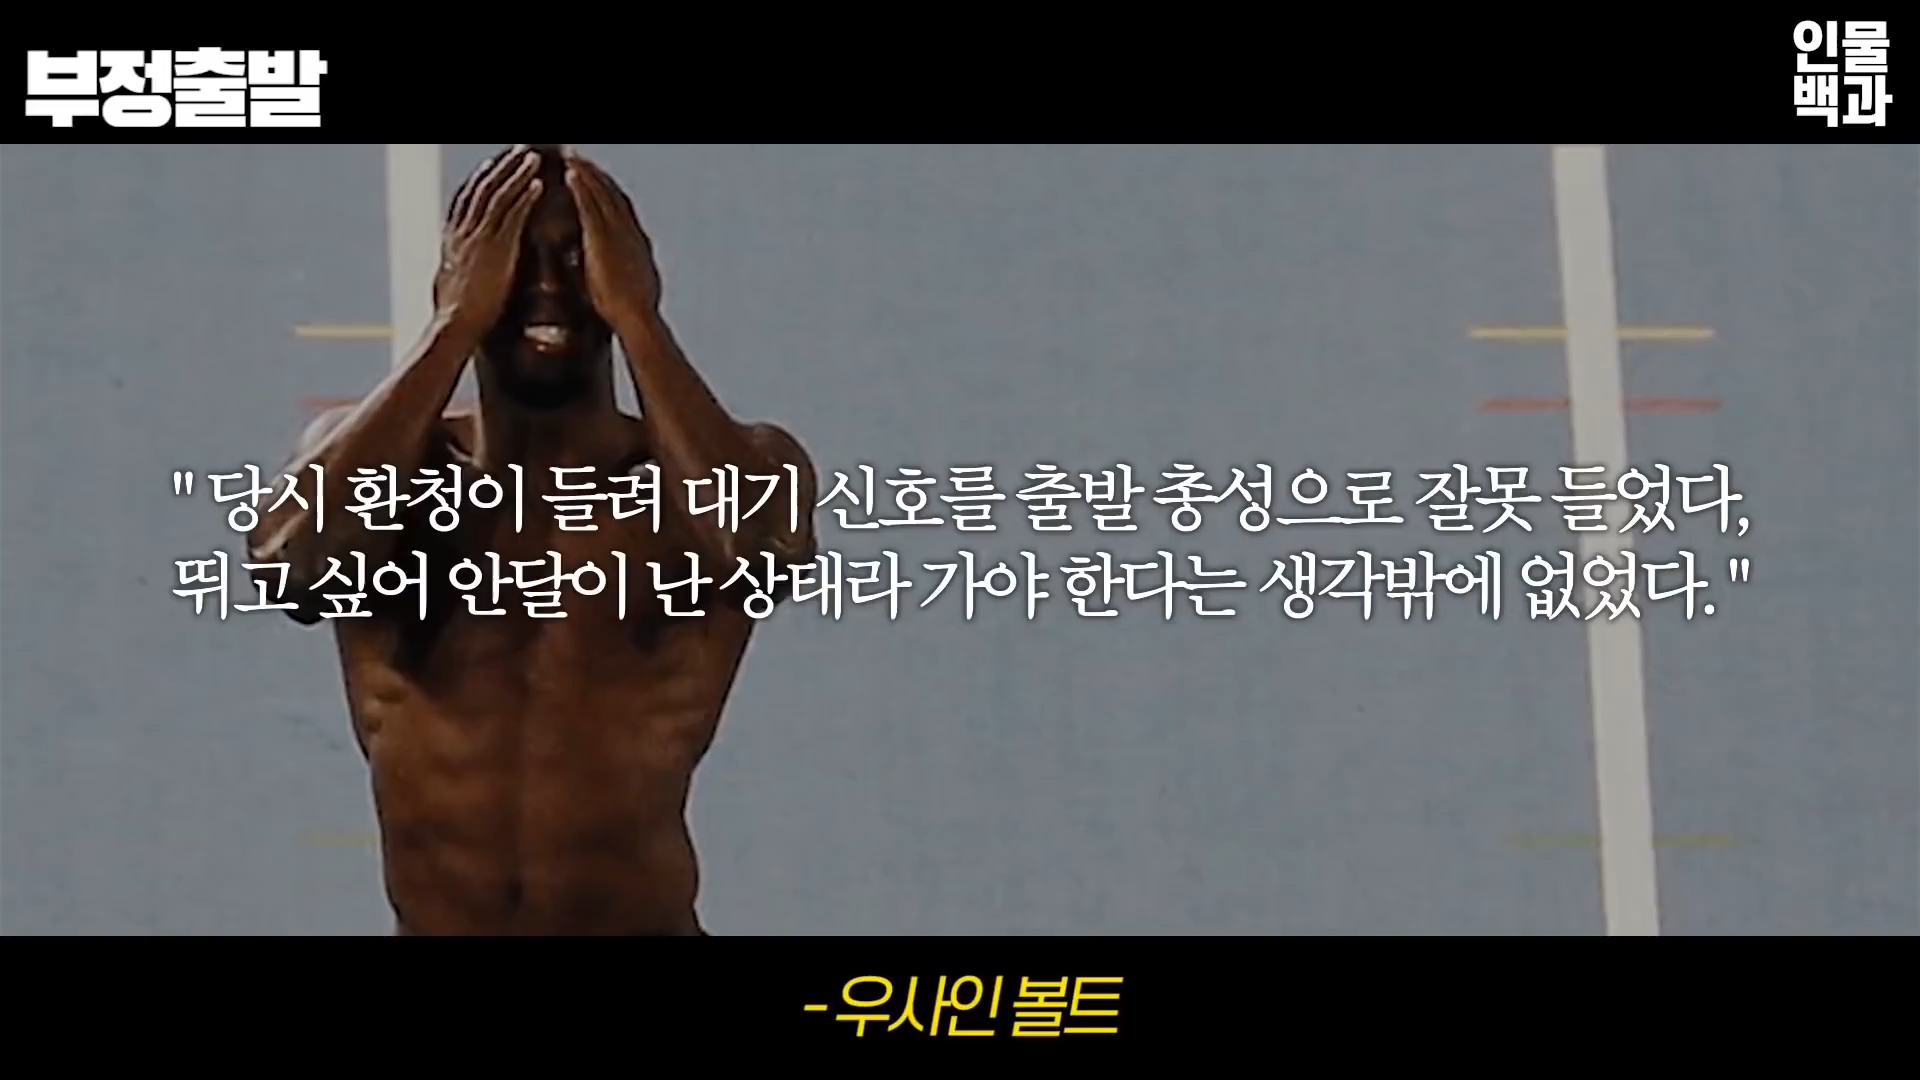 부정출발
인물
백과
" 당시 환청이 들려 대기 신호를 출발 총성으로 잘못 들었다,
뛰고 싶어 안달이 난 상태라 가야 한다는 생각밖에 없었다. "
- 우사인 볼트